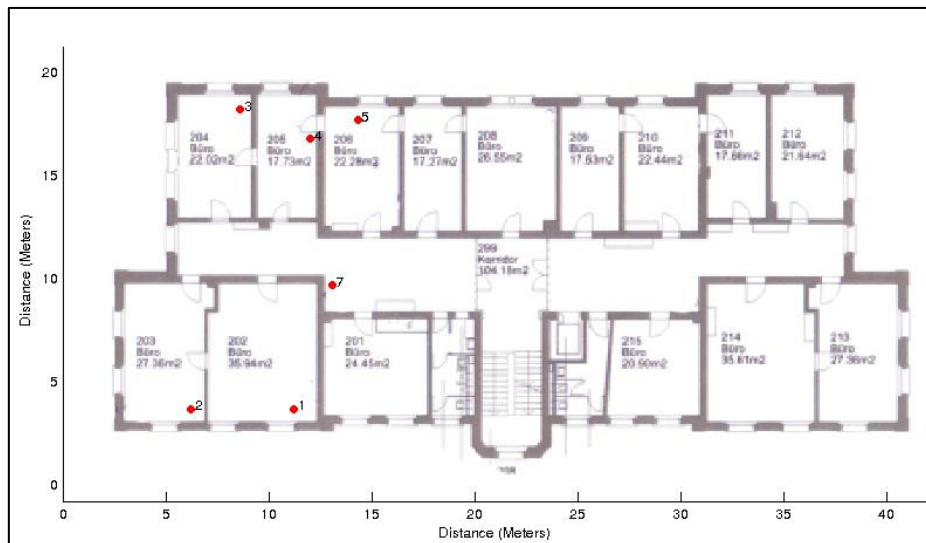 Distance (Meters)
20
15
10
5
0
204
Büro
22.02m2
3
205
Büro
17.73m2
4
206
Büro
22.28m2
5
207
Büro
17.27m2
208
Büro
26.55m2
209
Büro
17.63m2
210
Büro
22.44m2
211
Büro
17.66m2
212
Büro
21.64m2
299
Korridor
104.18m2
7
203
Büro
27.36m2
2
202
Büro
35.94m2
1
201
Büro
24.45m2
215
Büro
20.90m2
214
Büro
35.61m2
213
Büro
27.36m2
0 5 10 15 20 25 30 35 40
Distance (Meters)